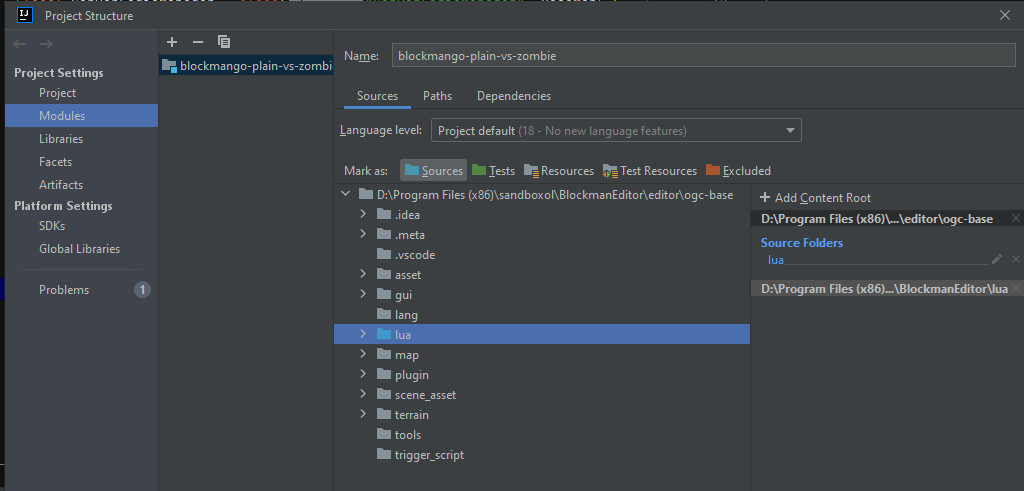 Project Structure
Project Settings
Project
Modules
Libraries
Facets
Artifacts
Platform Settings
SDKs
Global Libraries
Problems 1
blockmango-plain-vs-zombi
Name: blockmango-plain-vs-zombie
Sources Paths Dependencies
Language level: Project default (18 - No new language features)
Mark as: Sources Tests Resources Test Resources Excluded
D:\Program Files (x86)\sandboxol\BlockmanEditor\editor\ogc-base
.idea
.meta
.vscode
asset
gui
lang
lua
map
plugin
scene_asset
terrain
tools
trigger_script
+ Add Content Root
D:\Program Files (x86)\...\editor\ogc-base
Source Folders
lua
D:\Program Files (x86)...\BlockmanEditor\lua